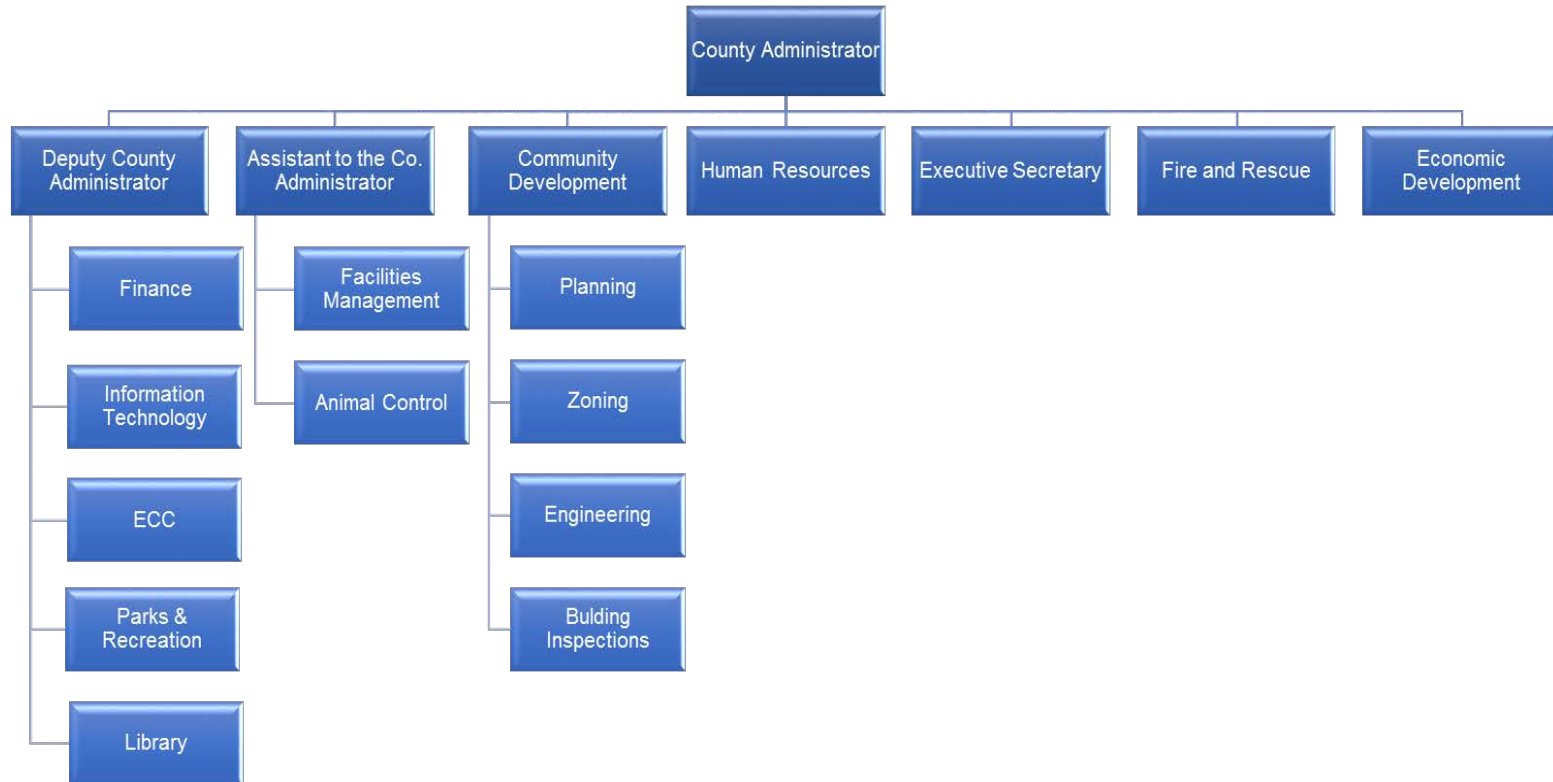 County Administrator
Deputy County
Administrator
Assistant to the Co.
Administrator
Community
Development
Human Resources
Executive Secretary
Fire and Rescue
Economic
Development
Finance
Information
Technology
ECC
Parks &
Recreation
Library
Facilities
Management
Animal Control
Planning
Zoning
Engineering
Bulding
Inspections